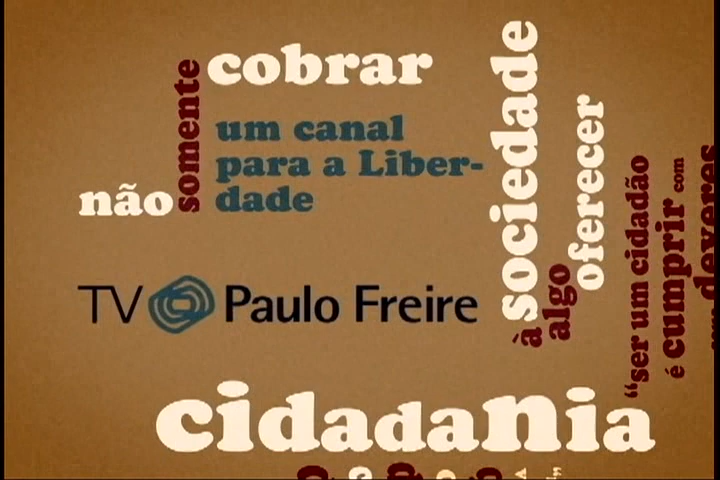 não
somente
cobrar
um canal
para a Liber-
dade
à sociedade
algo
oferecer
TV Paulo Freire
cidadania
“ser um cidadão
é cumprir com
deveres